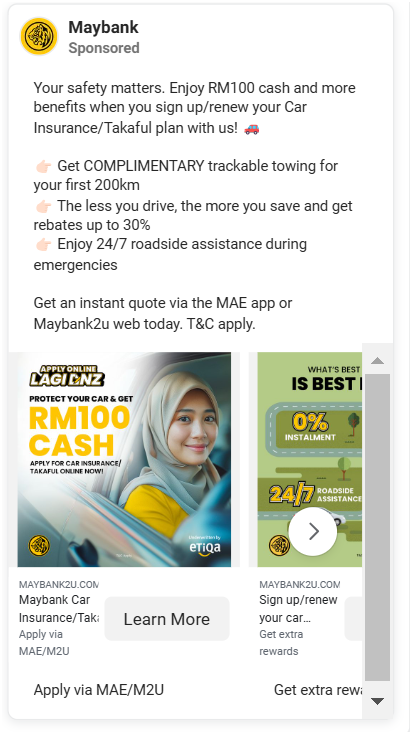 Maybank
Sponsored
Your safety matters. Enjoy RM100 cash and more
benefits when you sign up/renew your Car
Insurance/Takaful plan with us! 🚗
👉🏻 Get COMPLIMENTARY trackable towing for
your first 200km
👉🏻 The less you drive, the more you save and get
rebates up to 30%
👉🏻 Enjoy 24/7 roadside assistance during
emergencies
Get an instant quote via the MAE app or
Maybank2u web today. T&C apply.
APPLY ONLINE
LAGI BNZ
PROTECT YOUR CAR & GET
RM100
CASH
APPLY FOR CAR INSURANCE/
TAKAFUL ONLINE NOW!
Underwritten by
etiqa
WHAT'S BEST
IS BEST
0%
INSTALMENT
24/7 ROADSIDE
ASSISTANCE
MAYBANK2U.COM
Maybank Car
Insurance/Taka
Apply via
MAE/M2U
Learn More
MAYBANK2U.COM
Sign up/renew
your car...
Get extra
rewards
Apply via MAE/M2U
Get extra rewa